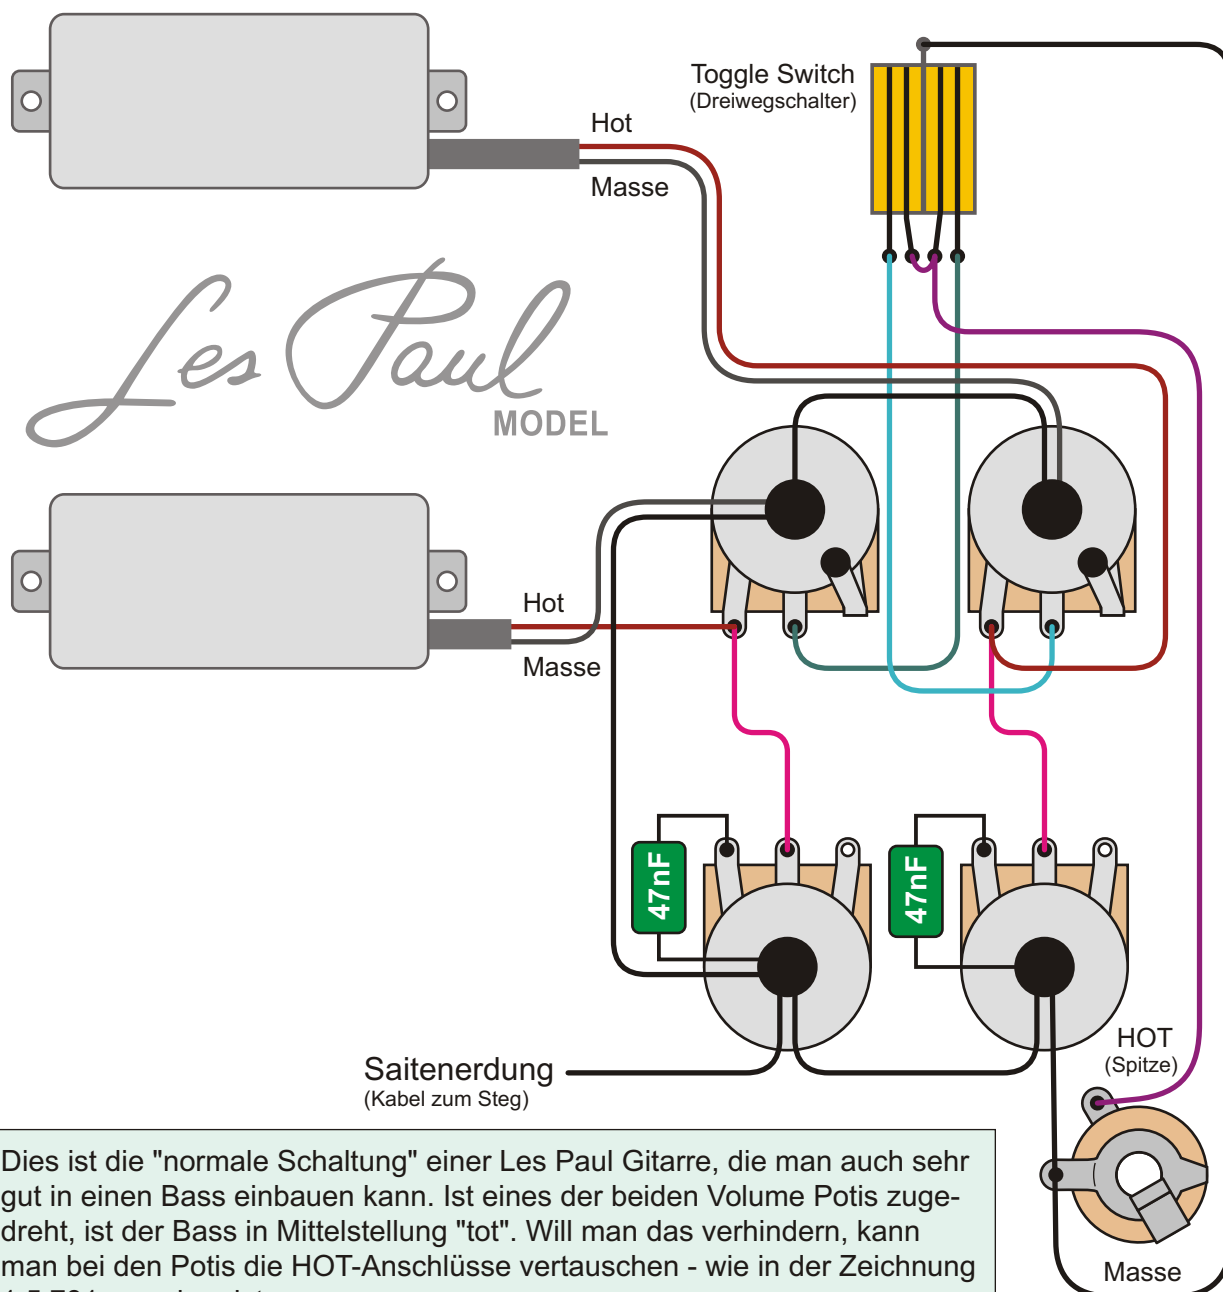 Toggle Switch
(Dreiwegschalter)
Hot
Masse
Les Paul
MODEL
Hot
Masse
47nF
47nF
HOT
(Spitze)
Saitenerdung
(Kabel zum Steg)
Masse
Dies ist die "normale Schaltung" einer Les Paul Gitarre, die man auch sehr
gut in einen Bass einbauen kann. Ist eines der beiden Volume Potis zuge-
dreht, ist der Bass in Mittelstellung "tot". Will man das verhindern, kann
man bei den Potis die HOT-Anschlüsse vertauschen - wie in der Zeichnung